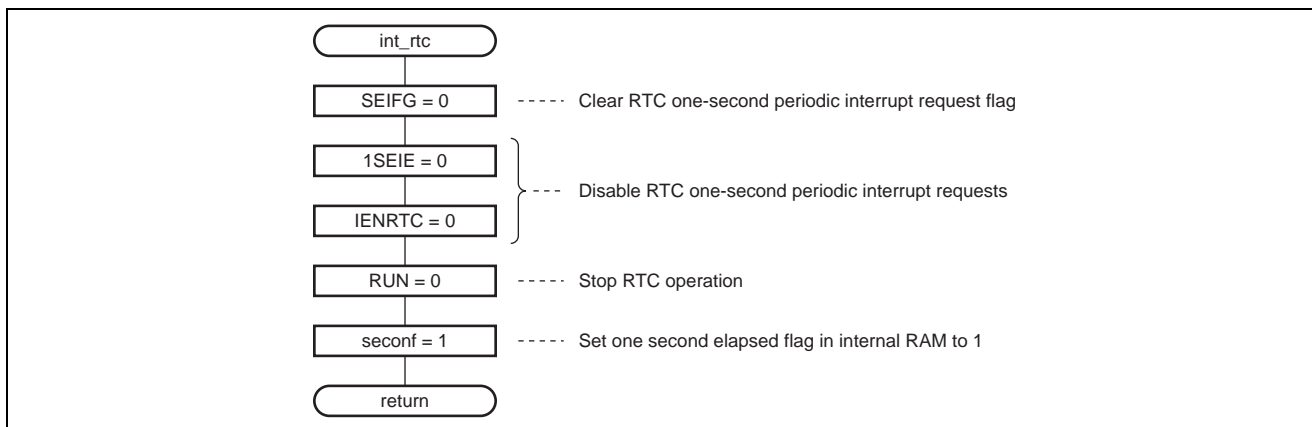 int_rtc
SEIFG = 0 ----- Clear RTC one-second periodic interrupt request flag
1SEIE = 0
--- Disable RTC one-second periodic interrupt requests
IENRTC = 0
RUN = 0 ----- Stop RTC operation
seconf = 1 ----- Set one second elapsed flag in internal RAM to 1
return